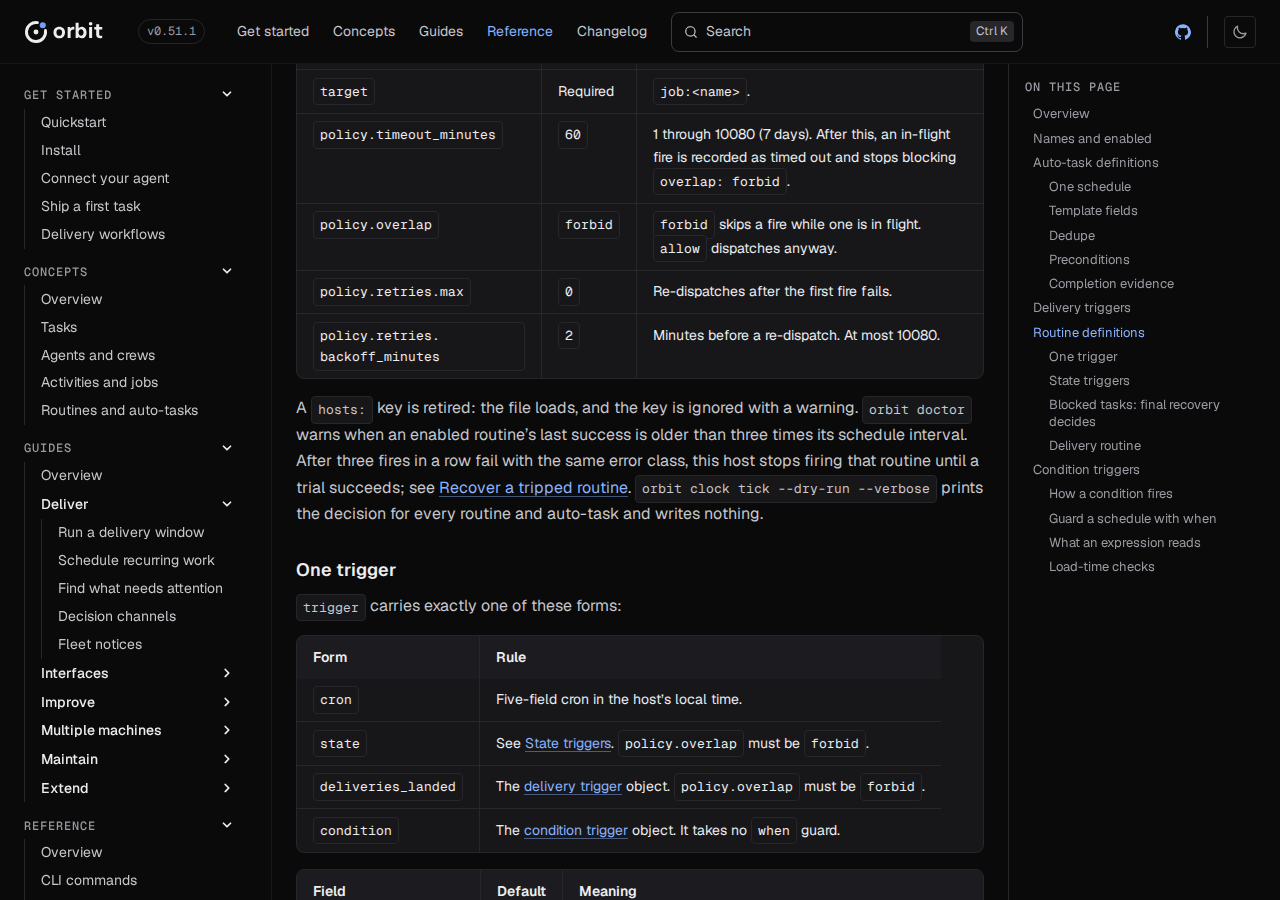 orbit
v0.51.1
Get started
Concepts
Guides
Reference
Changelog
Search
Ctrl K
GET STARTED
Quickstart
Install
Connect your agent
Ship a first task
Delivery workflows
CONCEPTS
Overview
Tasks
Agents and crews
Activities and jobs
Routines and auto-tasks
GUIDES
Overview
Deliver
Run a delivery window
Schedule recurring work
Find what needs attention
Decision channels
Fleet notices
Interfaces
Improve
Multiple machines
Maintain
Extend
REFERENCE
Overview
CLI commands
target Required job:<name>.
policy.timeout_minutes 60 1 through 10080 (7 days). After this, an in-flight
fire is recorded as timed out and stops blocking
overlap: forbid.
policy.overlap forbid forbid skips a fire while one is in flight.
allow dispatches anyway.
policy.retries.max 0 Re-dispatches after the first fire fails.
policy.retries. 2 Minutes before a re-dispatch. At most 10080.
backoff_minutes
A hosts: key is retired: the file loads, and the key is ignored with a warning. orbit doctor
warns when an enabled routine's last success is older than three times its schedule interval.
After three fires in a row fail with the same error class, this host stops firing that routine until a
trial succeeds; see Recover a tripped routine. orbit clock tick --dry-run --verbose prints
the decision for every routine and auto-task and writes nothing.
One trigger
trigger carries exactly one of these forms:
Form Rule
cron Five-field cron in the host's local time.
state See State triggers. policy.overlap must be forbid.
deliveries_landed The delivery trigger object. policy.overlap must be forbid.
condition The condition trigger object. It takes no when guard.
Field Default Meaning
ON THIS PAGE
Overview
Names and enabled
Auto-task definitions
One schedule
Template fields
Dedupe
Preconditions
Completion evidence
Delivery triggers
Routine definitions
One trigger
State triggers
Blocked tasks: final recovery
decides
Delivery routine
Condition triggers
How a condition fires
Guard a schedule with when
What an expression reads
Load-time checks